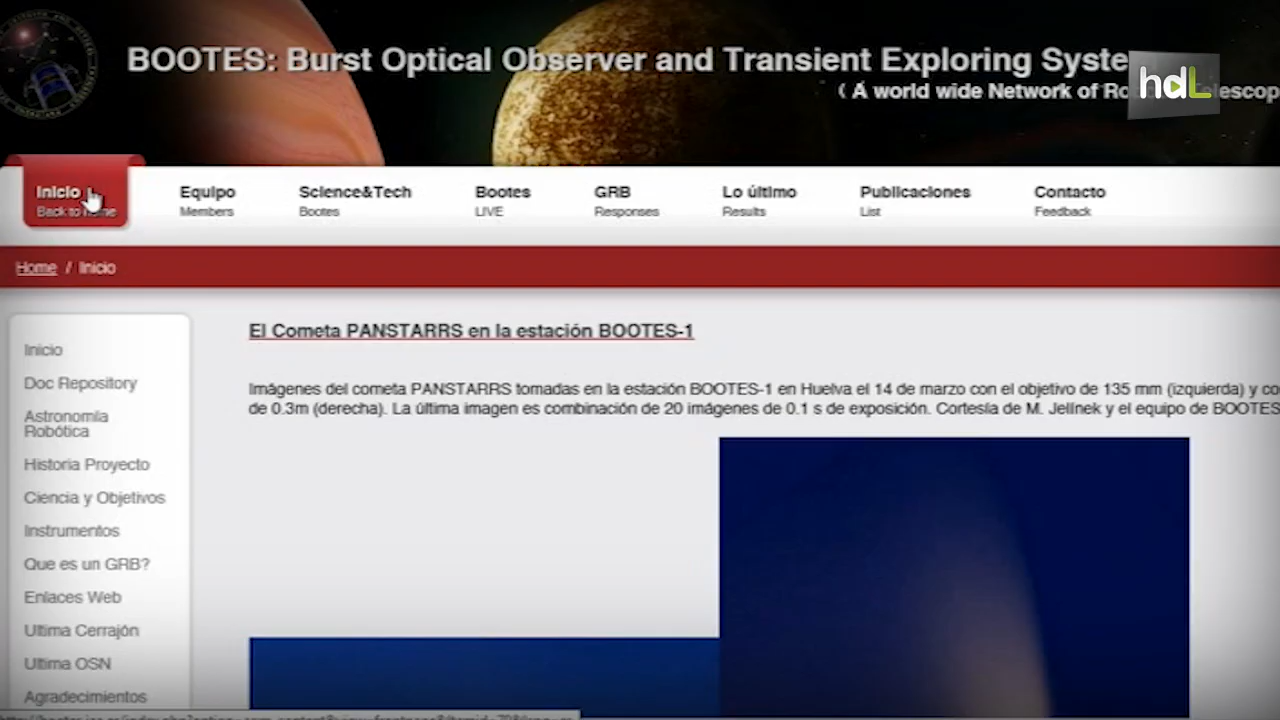 BOOTES: Burst Optical Observer and Transient Exploring Syste
( A world wide Network of Ro
hdL
Inicio
Back to
Equipo
Members
Science&Tech
Bootes
Bootes
LIVE
GRB
Responses
Lo último
Results
Publicaciones
List
Contacto
Feedback
Home / Inicio
Inicio
Doc Repository
Astronomía
Robótica
Historia Proyecto
Ciencia y Objetivos
Instrumentos
Que es un GRB?
Enlaces Web
Ultima Cerrajón
Ultima OSN
Agradecimientos
El Cometa PANSTARRS en la estación BOOTES-1
Imágenes del cometa PANSTARRS tomadas en la estación BOOTES-1 en Huelva el 14 de marzo con el objetivo de 135 mm (izquierda) y co
de 0.3m (derecha). La última imagen es combinación de 20 imágenes de 0.1 s de exposición. Cortesía de M. Jelínek y el equipo de BOOTES